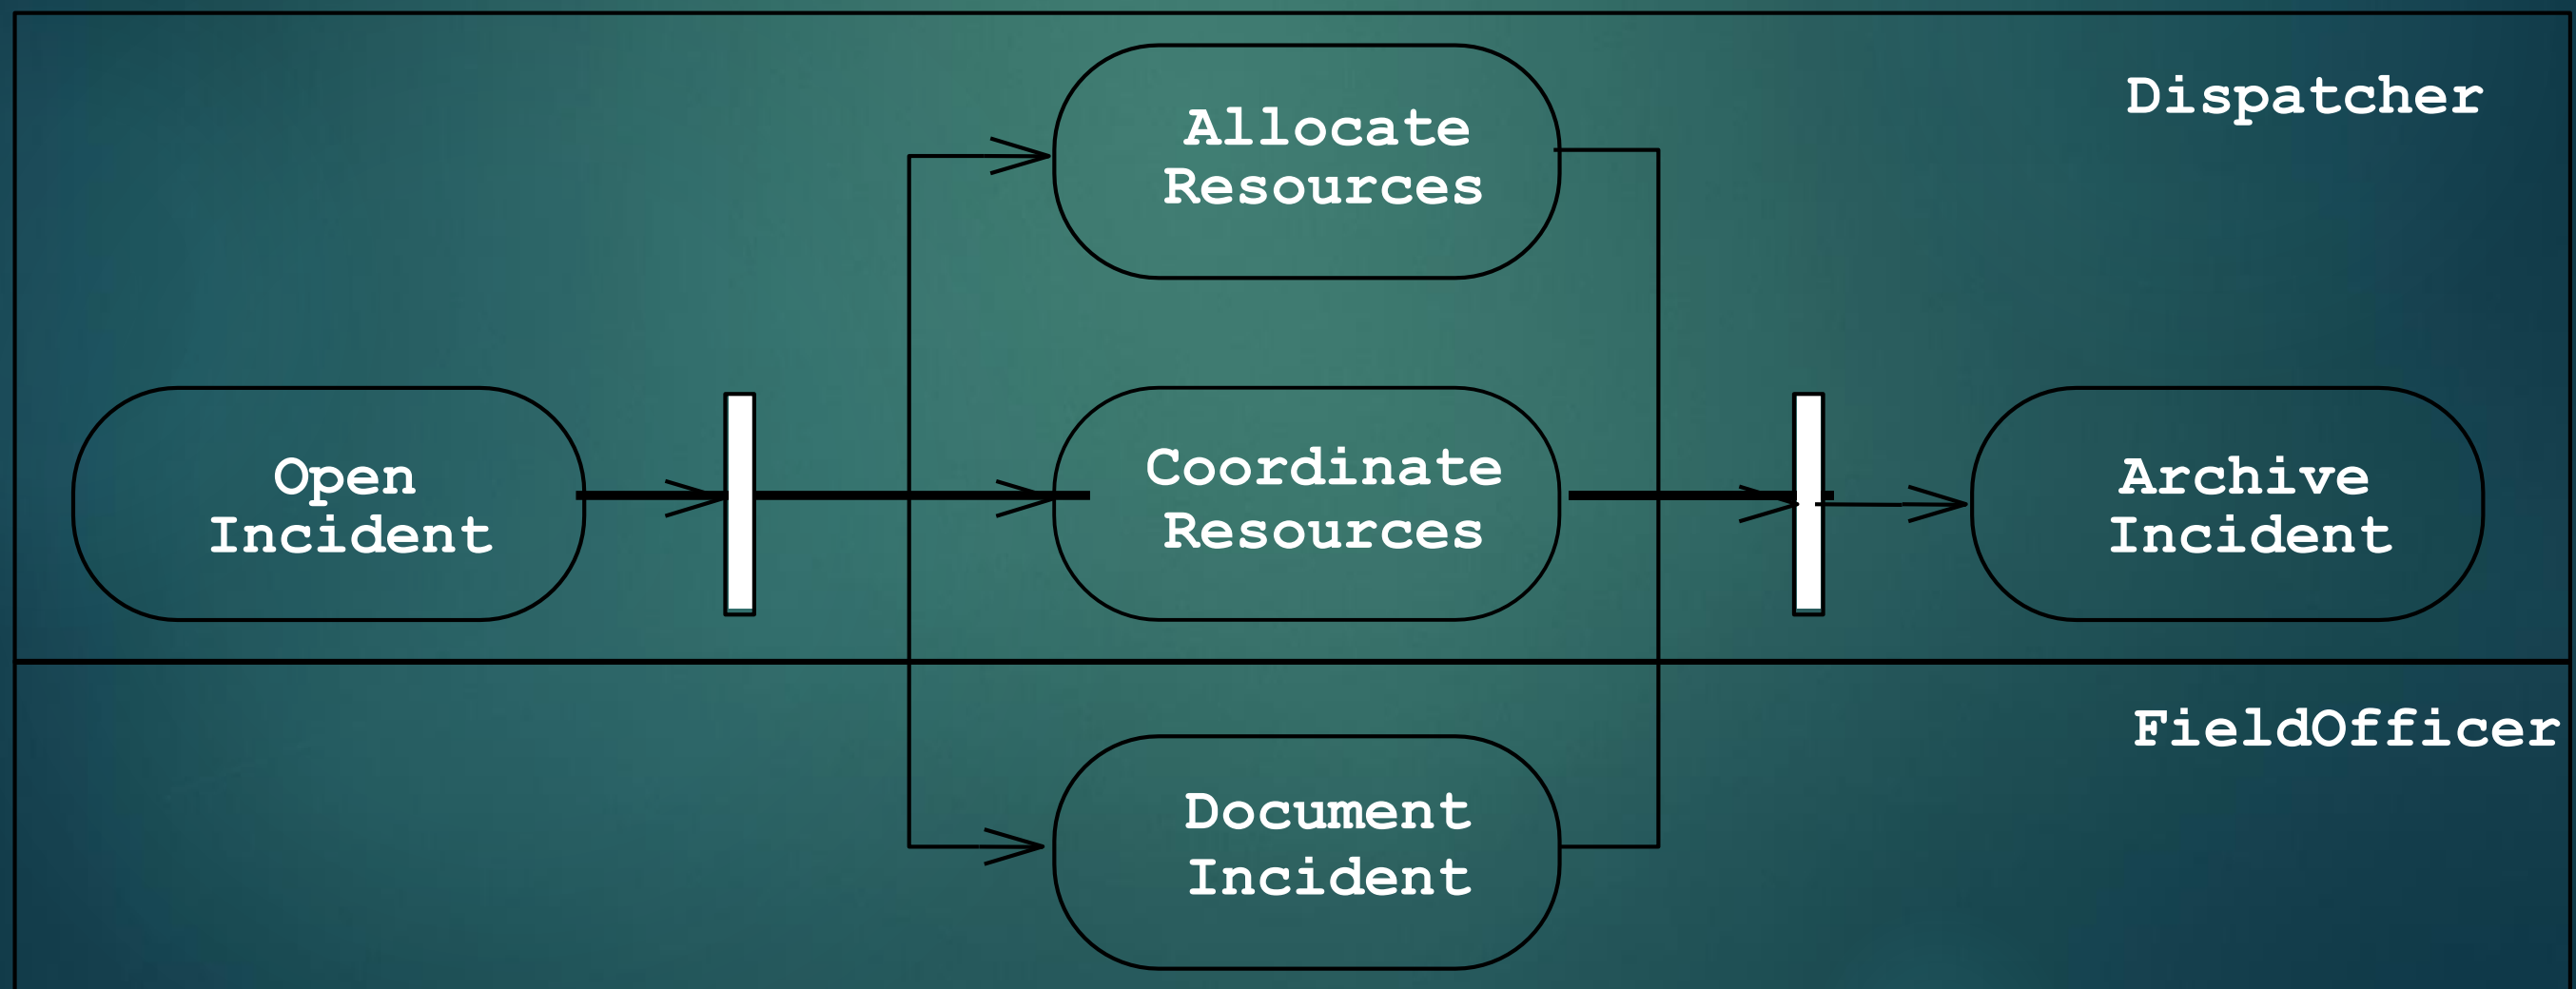 Dispatcher
Allocate
Resources
Open
Incident
Coordinate
Resources
Archive
Incident
FieldOfficer
Document
Incident